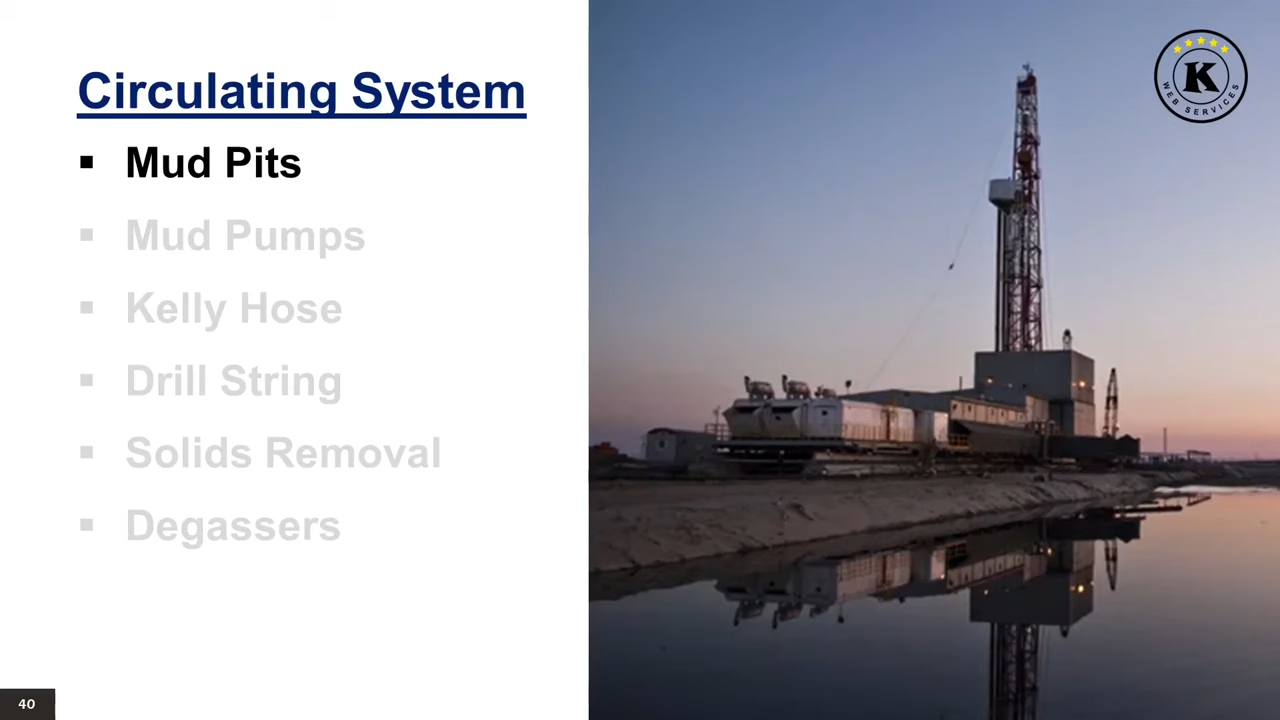 Circulating System
▪ Mud Pits
▪ Mud Pumps
▪ Kelly Hose
▪ Drill String
▪ Solids Removal
▪ Degassers
K
WEB SERVICES
40